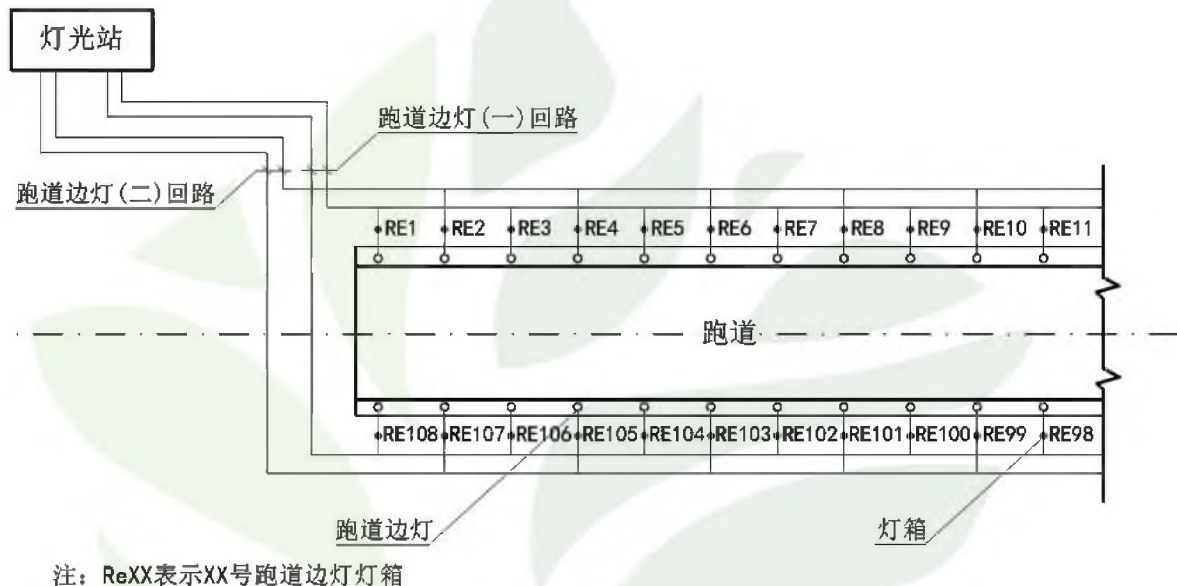 灯光站
跑道边灯(一)回路
跑道边灯(二)回路
RE1 RE2 RE3 RE4 RE5 RE6 RE7 RE8 RE9 RE10 RE11
跑道
RE108 RE107 RE106 RE105 RE104 RE103 RE102 RE101 RE100 RE99 RE98
跑道边灯
灯箱
注：ReXX表示XX号跑道边灯灯箱